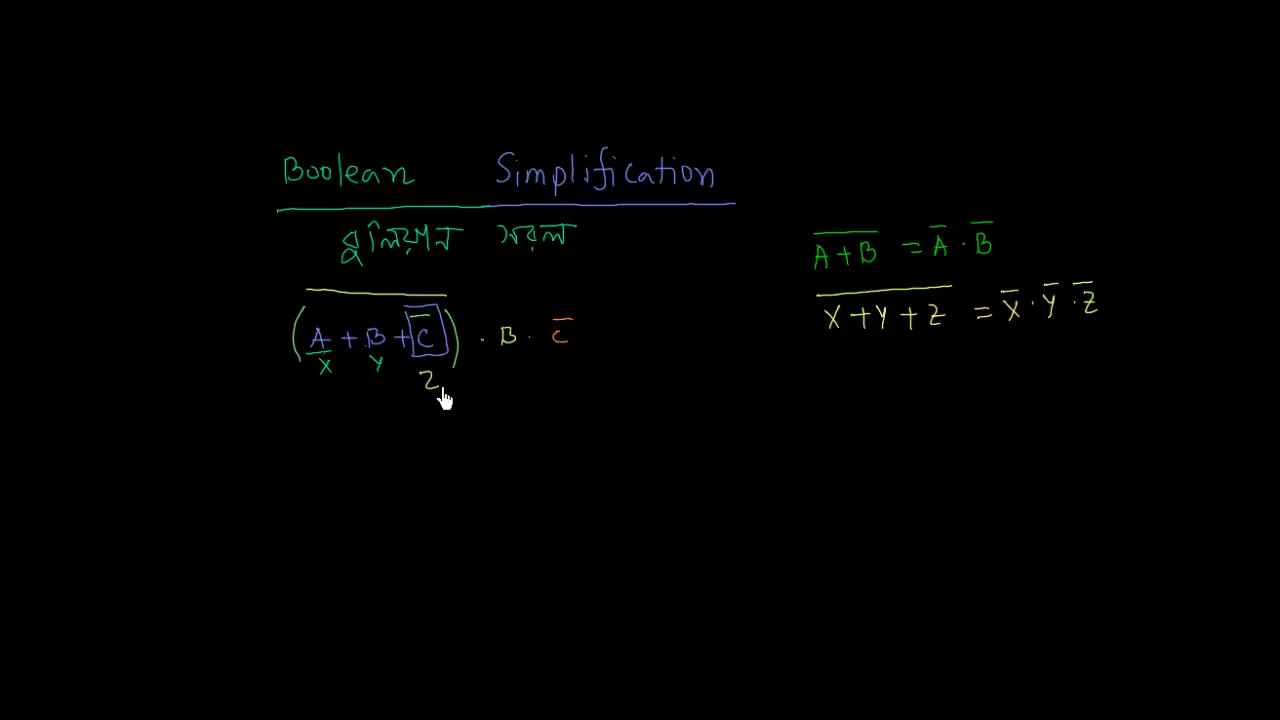 Boolean Simplification
বুলিয়ান সরল
A̅+̅B̅ = A̅ · B̅
X̅+̅Y̅+̅Z̅ = X̅ · Y̅ · Z̅
(̅A̅ ̅+̅ ̅B̅ ̅+̅ ̅C̅)̅ · B · C̅
X Y Z